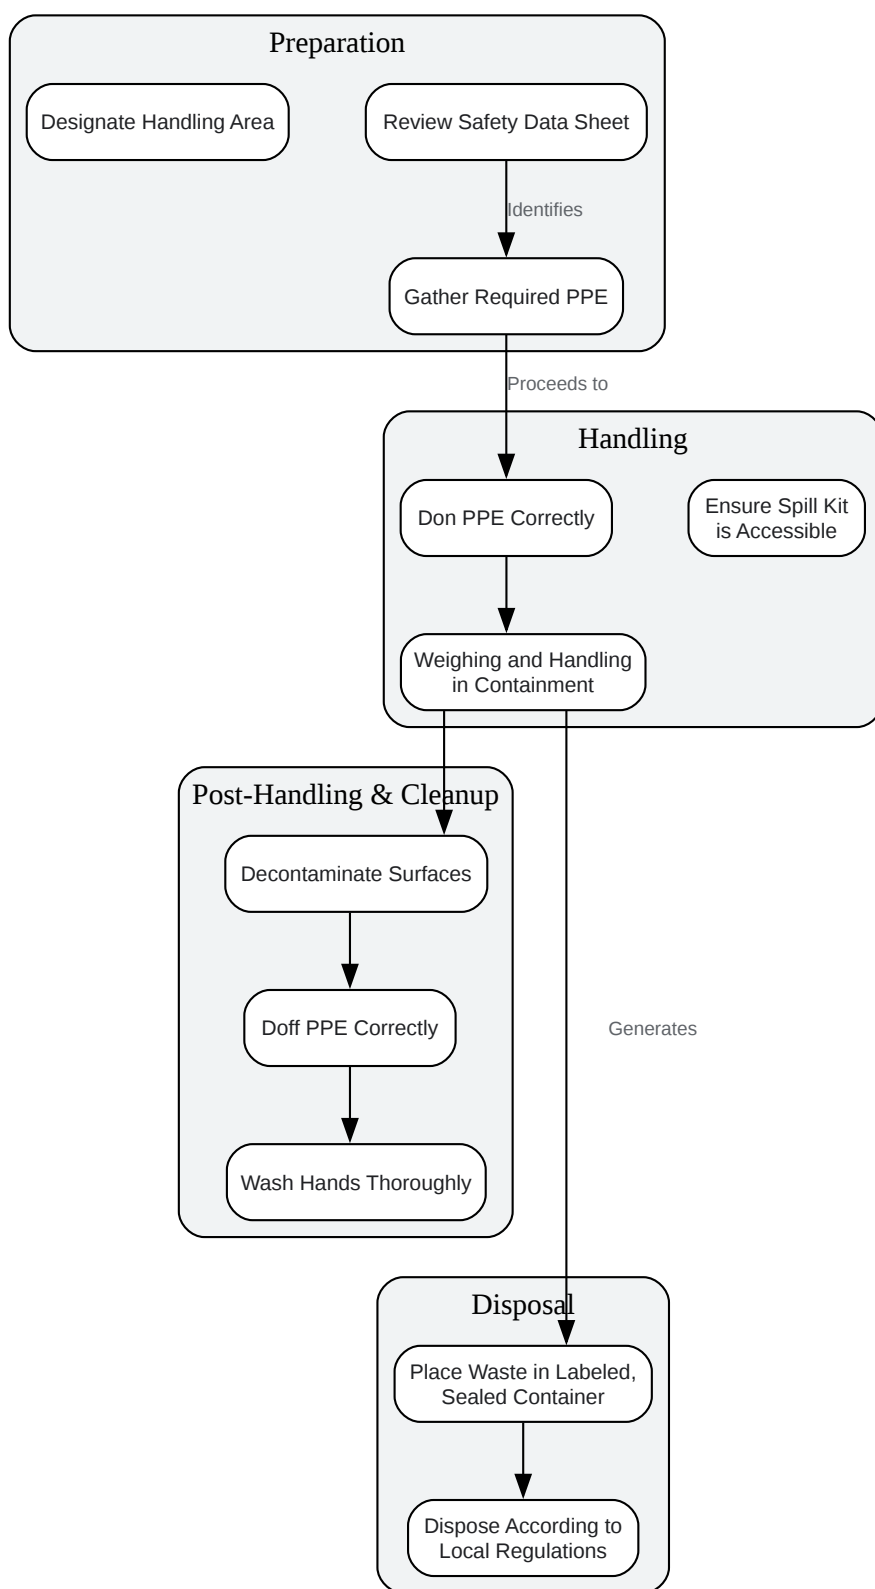 Preparation
Designate Handling Area
Review Safety Data Sheet
Identifies
Gather Required PPE
Proceeds to
Handling
Don PPE Correctly
Ensure Spill Kit
is Accessible
Weighing and Handling
in Containment
Post-Handling & Cleanup
Decontaminate Surfaces
Doff PPE Correctly
Generates
Wash Hands Thoroughly
Disposal
Place Waste in Labeled,
Sealed Container
Dispose According to
Local Regulations